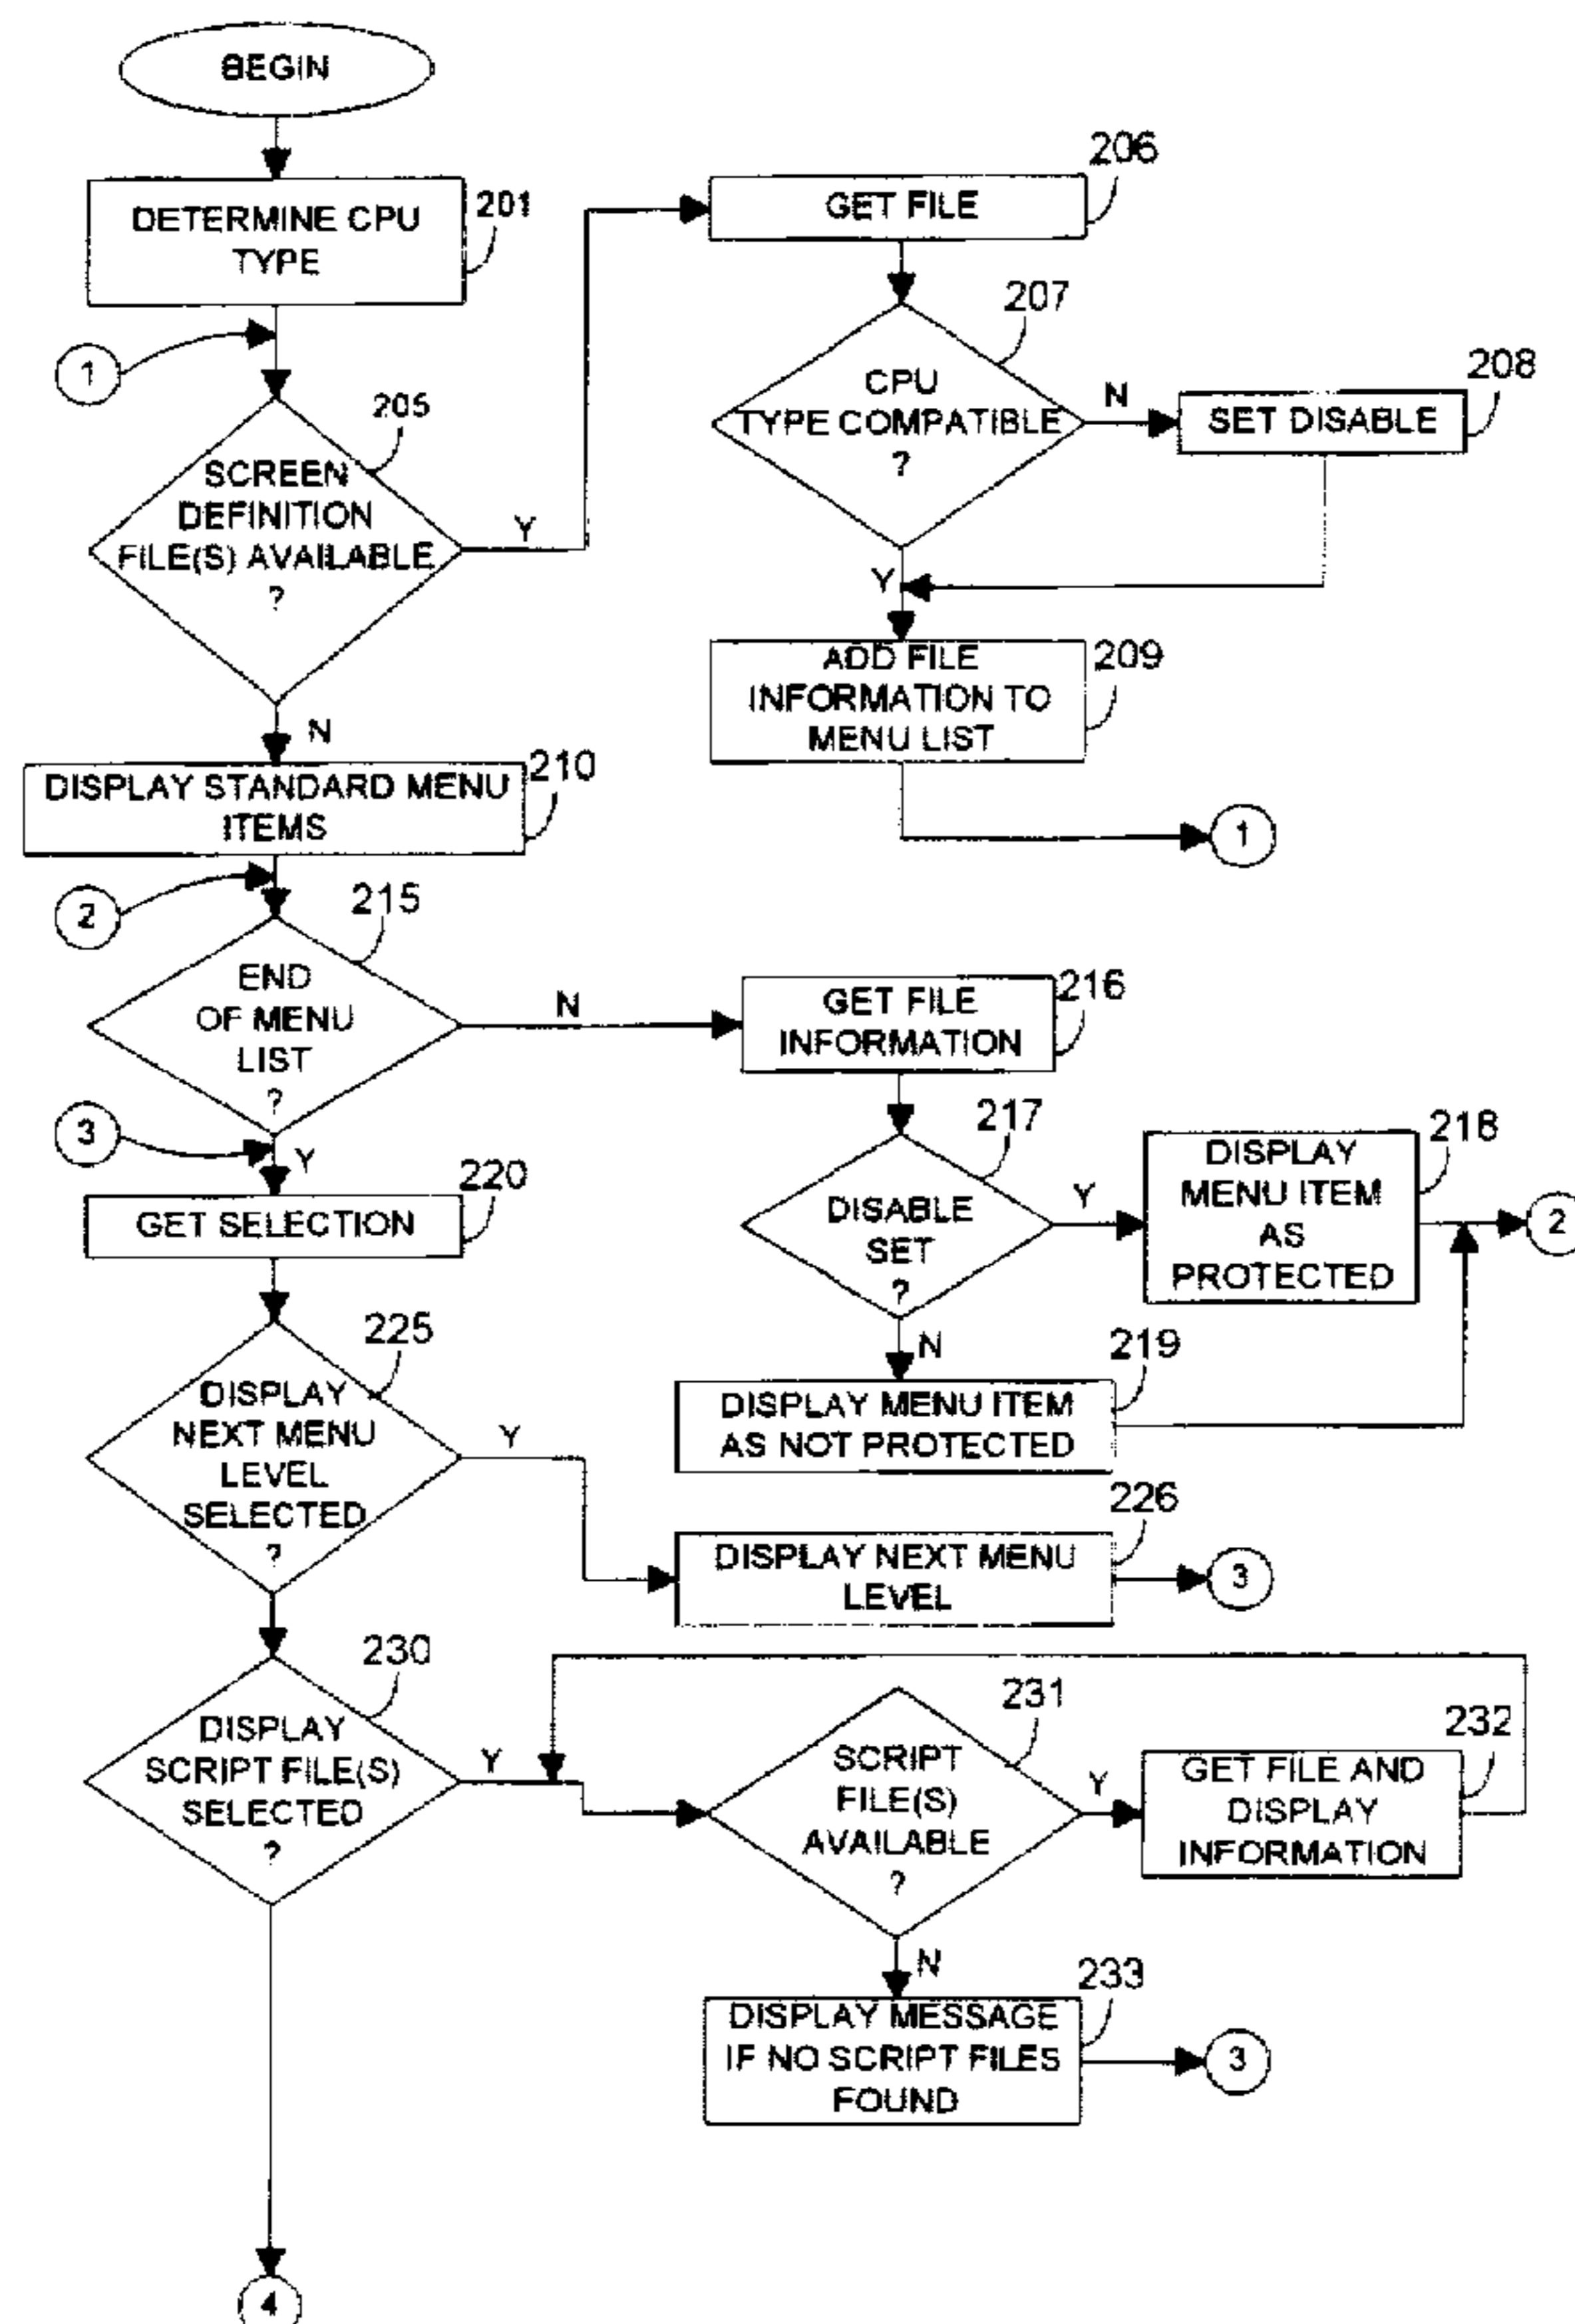 BEGIN
DETERMINE CPU
TYPE
201
1
SCREEN
DEFINITION
FILE(S) AVAILABLE
?
205
Y
N
GET FILE
206
CPU
TYPE COMPATIBLE
?
207
N
Y
SET DISABLE
208
ADD FILE
INFORMATION TO
MENU LIST
209
1
DISPLAY STANDARD MENU
ITEMS
210
2
END
OF MENU
LIST
?
215
N
Y
GET FILE
INFORMATION
216
DISABLE
SET
?
217
Y
N
DISPLAY
MENU ITEM
AS
PROTECTED
218
2
DISPLAY MENU ITEM
AS NOT PROTECTED
219
3
GET SELECTION
220
DISPLAY
NEXT MENU
LEVEL
SELECTED
?
225
Y
DISPLAY NEXT MENU
LEVEL
226
3
DISPLAY
SCRIPT FILE(S)
SELECTED
?
230
Y
SCRIPT
FILE(S)
AVAILABLE
?
231
Y
N
GET FILE AND
DISPLAY
INFORMATION
232
DISPLAY MESSAGE
IF NO SCRIPT FILES
FOUND
233
3
4